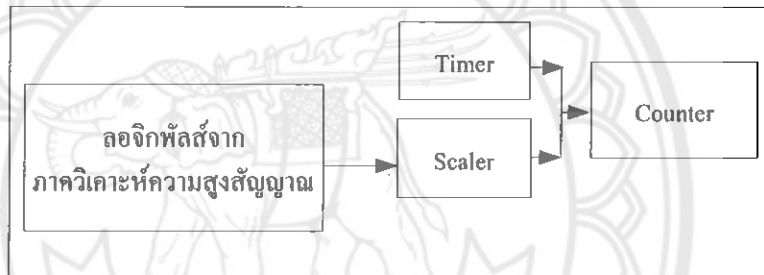 Timer
ลอจิกพัลส์จาก
ภาควิเคาะห์ความสูงสัญญาณ
Scaler
Counter